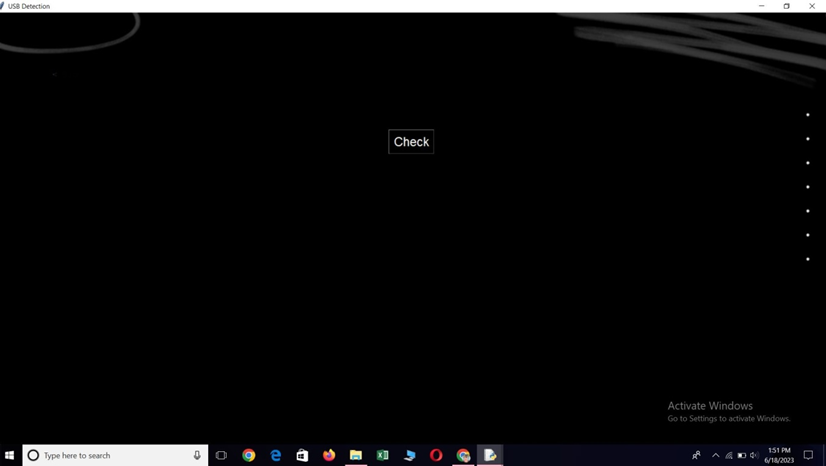 USB Detection
Check
Activate Windows
Go to Settings to activate Windows.
Type here to search
1:51 PM
6/18/2023